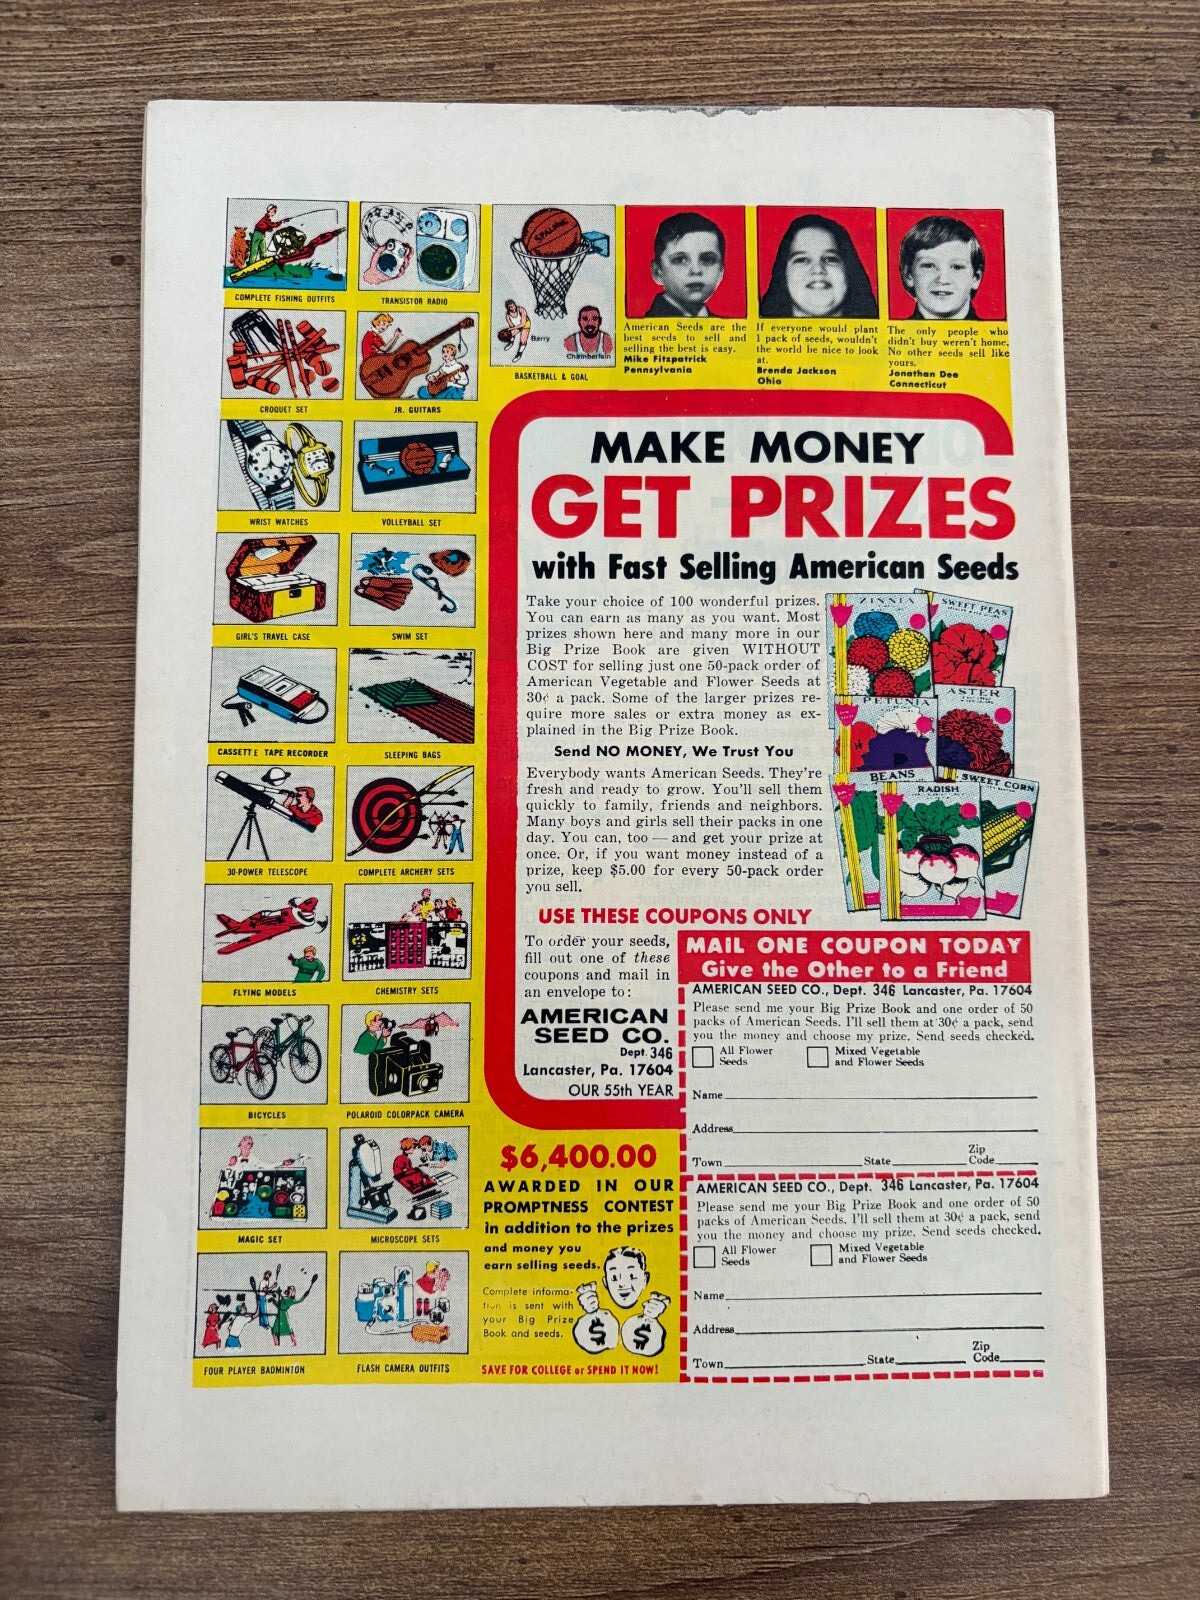 COMPLETE FISHING OUTFITS
TRANSISTOR RADIO
SPALDING
Barry
Chamberlain
BASKETBALL & GOAL
CROQUET SET
JR. GUITARS
WRIST WATCHES
VOLLEYBALL SET
GIRL'S TRAVEL CASE
SWIM SET
CASSETTE TAPE RECORDER
SLEEPING BAGS
30-POWER TELESCOPE
COMPLETE ARCHERY SETS
FLYING MODELS
CHEMISTRY SETS
BICYCLES
POLAROID COLORPACK CAMERA
MAGIC SET
MICROSCOPE SETS
FOUR PLAYER BADMINTON
FLASH CAMERA OUTFITS
American Seeds are the
best seeds to sell and
selling the best is easy.
Mike Fitzpatrick
Pennsylvania
If everyone would plant
1 pack of seeds, wouldn't
the world be nice to look
at.
Brenda Jackson
Ohio
The only people who
didn't buy weren't home.
No other seeds sell like
yours.
Jonathan Dee
Connecticut
MAKE MONEY
GET PRIZES
with Fast Selling American Seeds
Take your choice of 100 wonderful prizes.
You can earn as many as you want. Most
prizes shown here and many more in our
Big Prize Book are given WITHOUT
COST for selling just one 50-pack order of
American Vegetable and Flower Seeds at
30¢ a pack. Some of the larger prizes re-
quire more sales or extra money as ex-
plained in the Big Prize Book.
Send NO MONEY, We Trust You
Everybody wants American Seeds. They're
fresh and ready to grow. You'll sell them
quickly to family, friends and neighbors.
Many boys and girls sell their packs in one
day. You can, too — and get your prize at
once. Or, if you want money instead of a
prize, keep $5.00 for every 50-pack order
you sell.
ZINNIA
SWEET PEAS
PETUNIA
ASTER
BEANS
RADISH
SWEET CORN
USE THESE COUPONS ONLY
To order your seeds,
fill out one of these
coupons and mail in
an envelope to:
AMERICAN
SEED CO.
Dept. 346
Lancaster, Pa. 17604
OUR 55th YEAR
MAIL ONE COUPON TODAY
Give the Other to a Friend
AMERICAN SEED CO., Dept. 346 Lancaster, Pa. 17604
Please send me your Big Prize Book and one order of 50
packs of American Seeds. I'll sell them at 30¢ a pack, send
you the money and choose my prize. Send seeds checked.
All Flower Seeds
Mixed Vegetable and Flower Seeds
Name
Address
Town State Zip Code
AMERICAN SEED CO., Dept. 346 Lancaster, Pa. 17604
Please send me your Big Prize Book and one order of 50
packs of American Seeds. I'll sell them at 30¢ a pack, send
you the money and choose my prize. Send seeds checked.
All Flower Seeds
Mixed Vegetable and Flower Seeds
Name
Address
Town State Zip Code
$6,400.00
AWARDED IN OUR
PROMPTNESS CONTEST
in addition to the prizes
and money you
earn selling seeds.
Complete informa-
tion is sent with
your Big Prize
Book and seeds.
$ $
SAVE FOR COLLEGE or SPEND IT NOW!